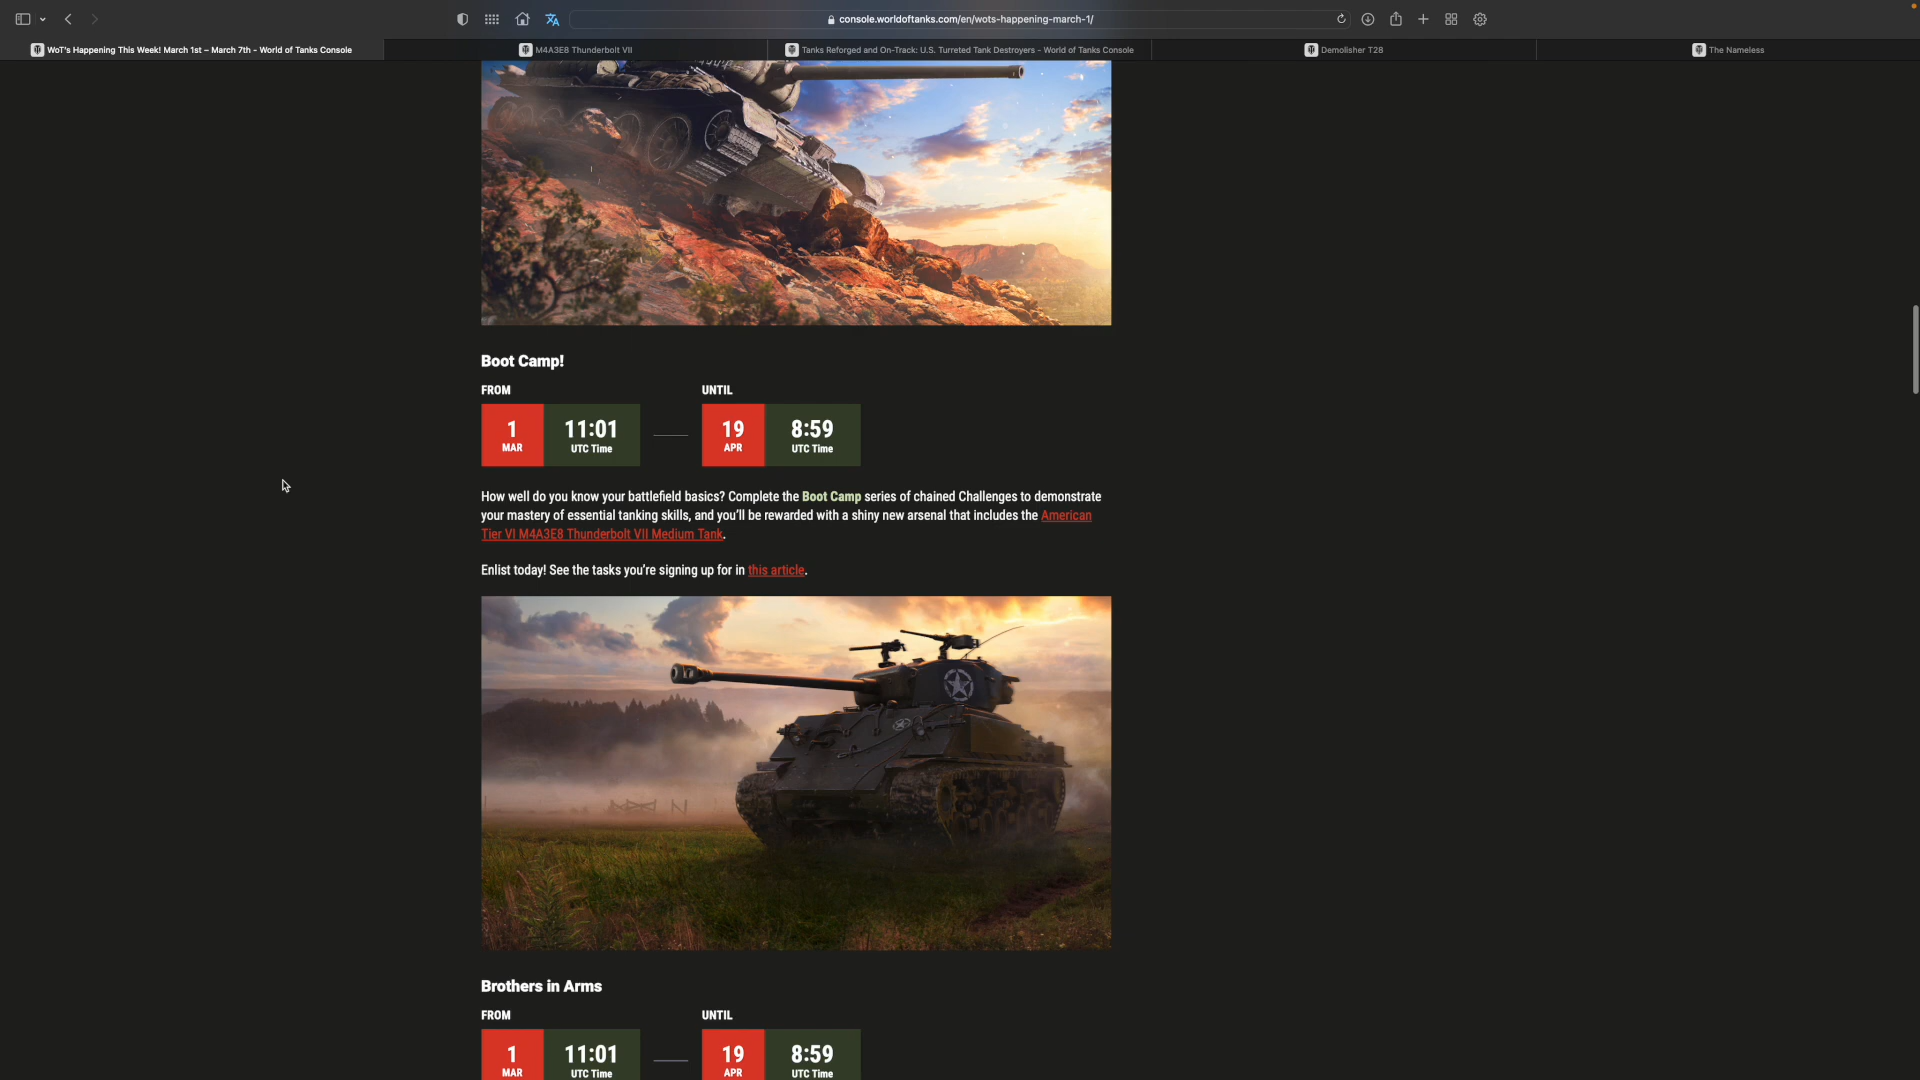 console.worldoftanks.com/en/wots-happening-march-1/
WoT's Happening This Week! March 1st – March 7th - World of Tanks Console
M4A3E8 Thunderbolt VII
Tanks Reforged and On-Track: U.S. Turreted Tank Destroyers - World of Tanks Console
Demolisher T28
The Nameless
Boot Camp!
FROM
UNTIL
1
MAR
11:01
UTC Time
19
APR
8:59
UTC Time
How well do you know your battlefield basics? Complete the Boot Camp series of chained Challenges to demonstrate
your mastery of essential tanking skills, and you'll be rewarded with a shiny new arsenal that includes the American
Tier VI M4A3E8 Thunderbolt VII Medium Tank.
Enlist today! See the tasks you're signing up for in this article.
Brothers in Arms
FROM
UNTIL
1
MAR
11:01
UTC Time
19
APR
8:59
UTC Time